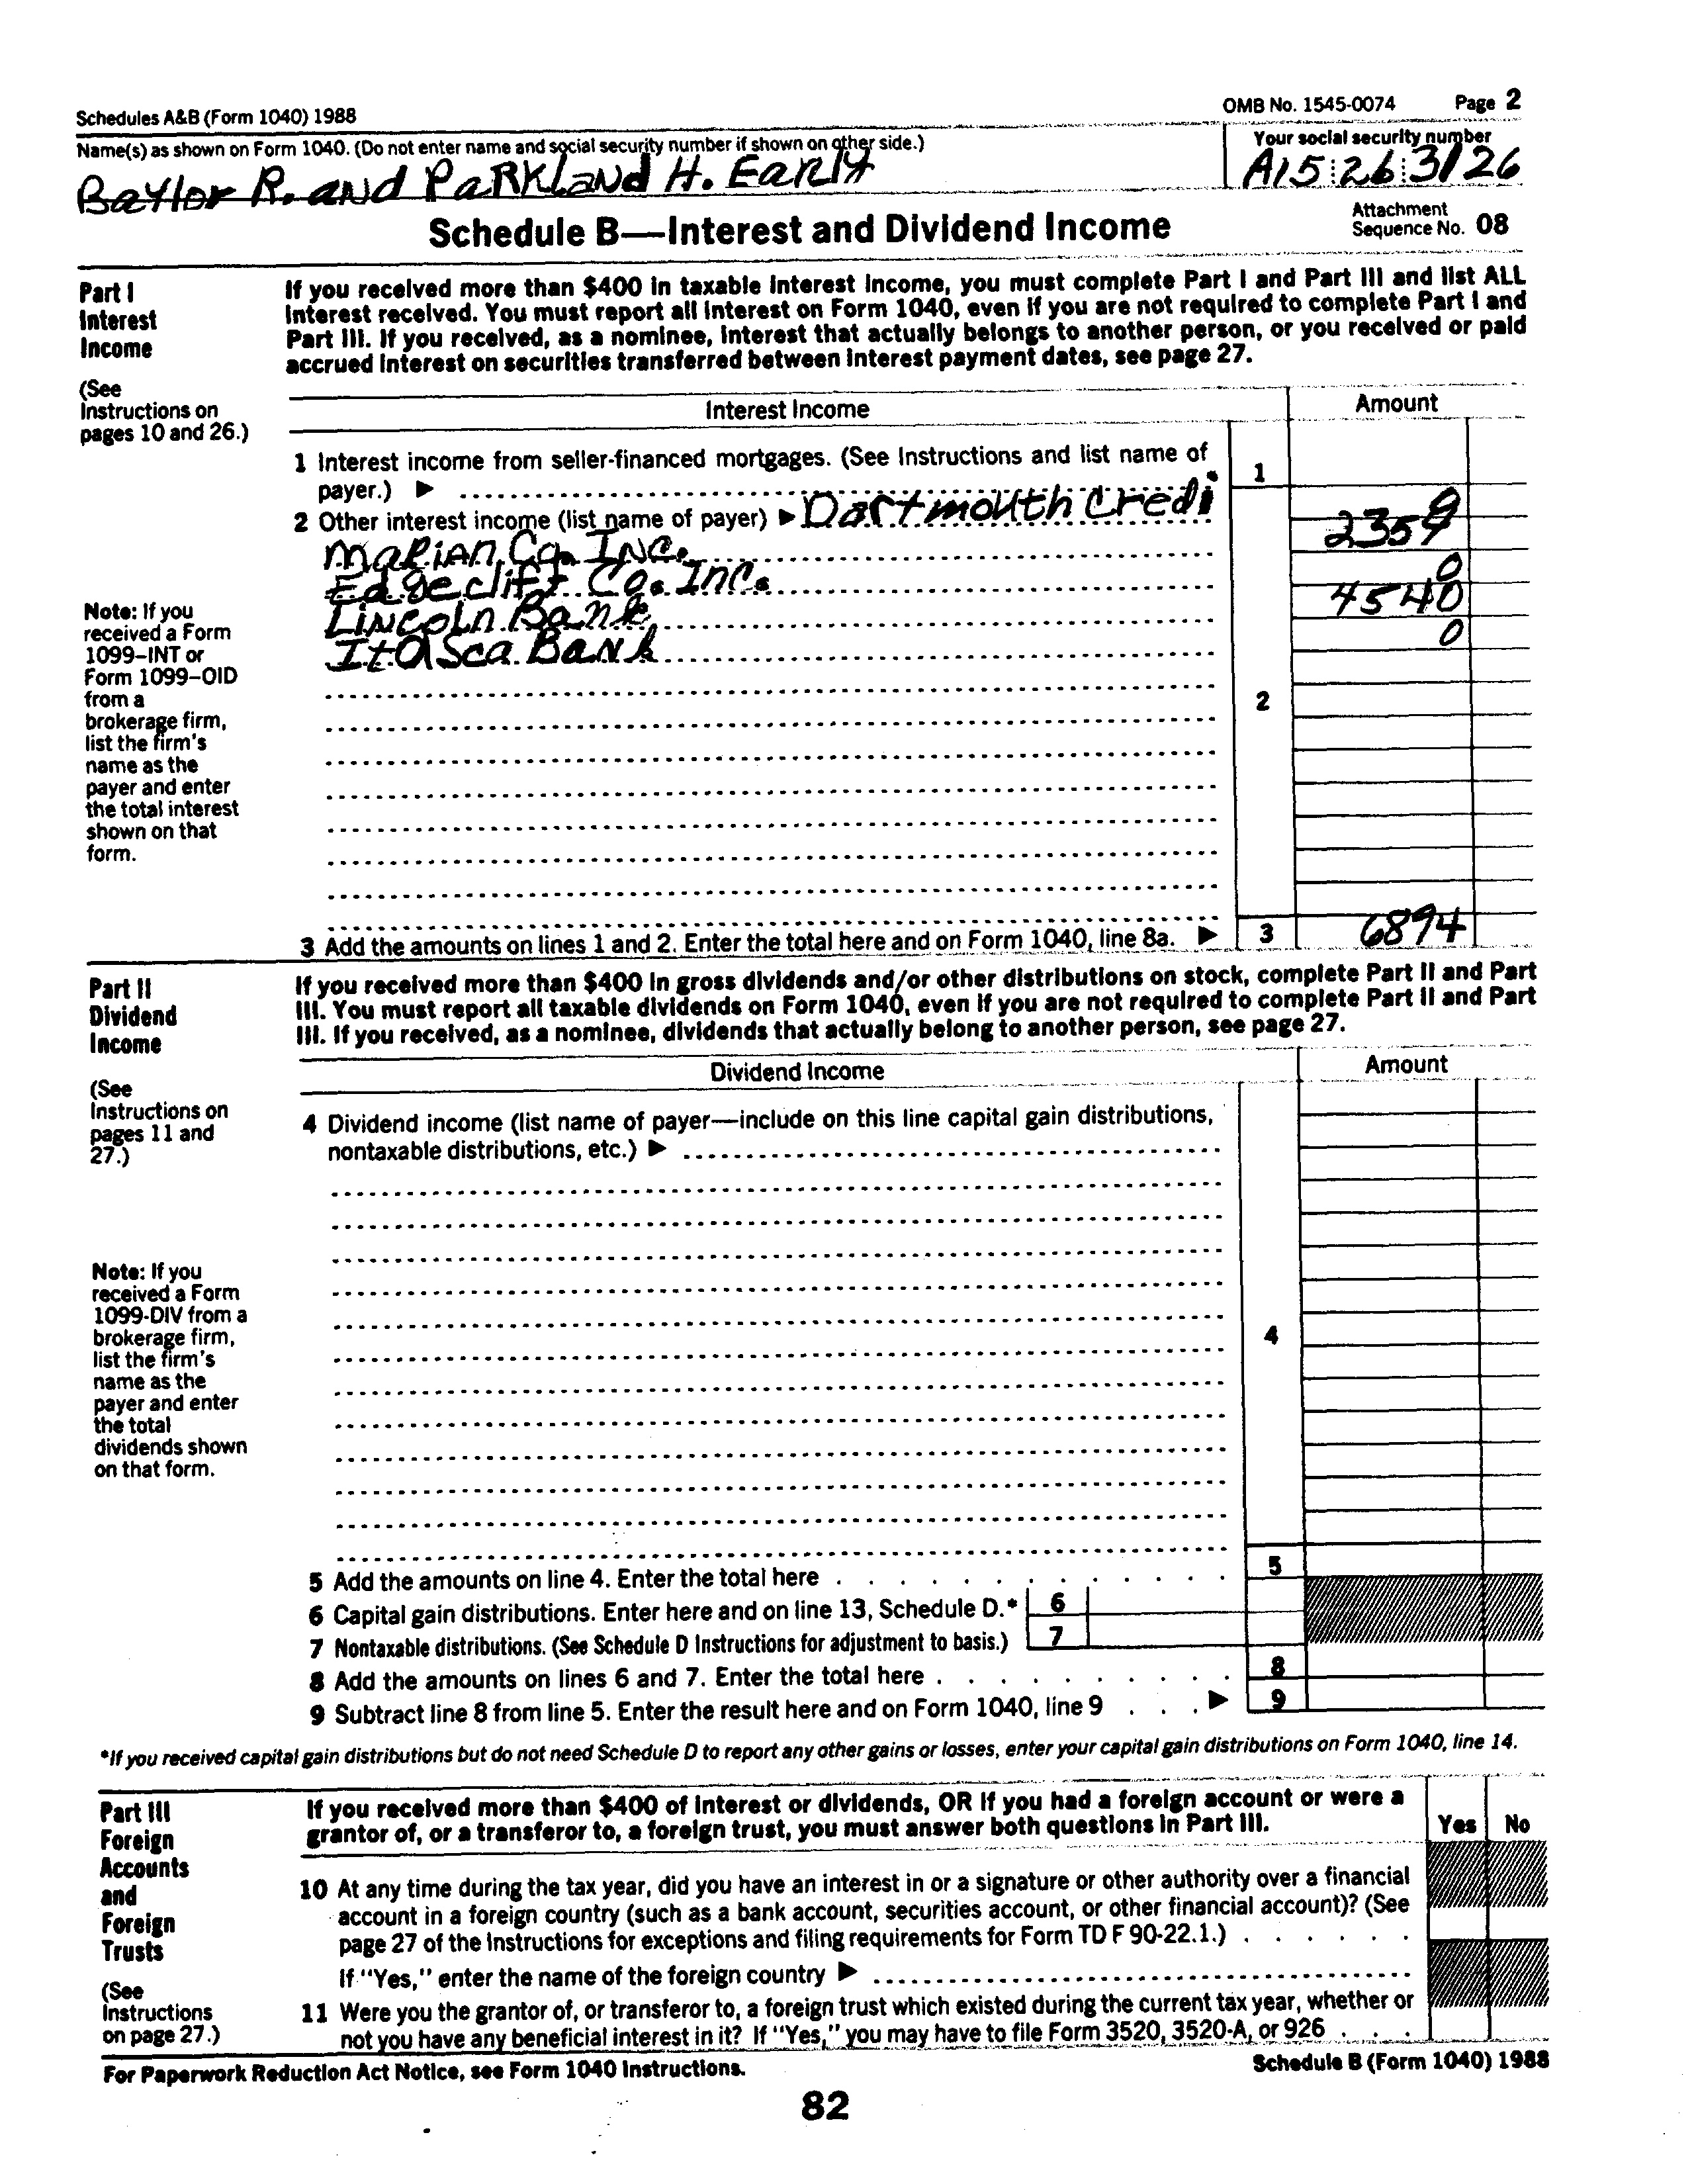 Schedules A&B (Form 1040) 1988
OMB No. 1545-0074
Page 2
Name(s) as shown on Form 1040. (Do not enter name and social security number if shown on other side.)
Your social security number
Baylor R. and Parkland H. Early
A15 26 3126
Schedule B—Interest and Dividend Income
Attachment
Sequence No. 08
Part I
Interest
Income
(See
Instructions on
pages 10 and 26.)
If you received more than $400 in taxable interest income, you must complete Part I and Part III and list ALL
interest received. You must report all interest on Form 1040, even if you are not required to complete Part I and
Part III. If you received, as a nominee, interest that actually belongs to another person, or you received or paid
accrued interest on securities transferred between interest payment dates, see page 27.
Interest Income
Amount
1 Interest income from seller-financed mortgages. (See Instructions and list name of
payer.) ▶
1
2 Other interest income (list name of payer) ▶ Dartmouth Credi
0
Marian Co. Inc.
2354
Edgeclift Co. Inc.
0
Lincoln Bank
4540
Itasca Bank
0
2
Note: If you
received a Form
1099–INT or
Form 1099–OID
from a
brokerage firm,
list the firm's
name as the
payer and enter
the total interest
shown on that
form.
3 Add the amounts on lines 1 and 2. Enter the total here and on Form 1040, line 8a. ▶
3
6894
Part II
Dividend
Income
(See
Instructions on
pages 11 and
27.)
If you received more than $400 in gross dividends and/or other distributions on stock, complete Part II and Part
III. You must report all taxable dividends on Form 1040, even if you are not required to complete Part II and Part
III. If you received, as a nominee, dividends that actually belong to another person, see page 27.
Dividend Income
Amount
4 Dividend income (list name of payer—include on this line capital gain distributions,
nontaxable distributions, etc.) ▶
4
Note: If you
received a Form
1099-DIV from a
brokerage firm,
list the firm's
name as the
payer and enter
the total
dividends shown
on that form.
5 Add the amounts on line 4. Enter the total here
5
6 Capital gain distributions. Enter here and on line 13, Schedule D.*
6
7 Nontaxable distributions. (See Schedule D Instructions for adjustment to basis.)
7
8 Add the amounts on lines 6 and 7. Enter the total here
8
9 Subtract line 8 from line 5. Enter the result here and on Form 1040, line 9 ▶
9
*If you received capital gain distributions but do not need Schedule D to report any other gains or losses, enter your capital gain distributions on Form 1040, line 14.
Part III
Foreign
Accounts
and
Foreign
Trusts
(See
Instructions
on page 27.)
If you received more than $400 of interest or dividends, OR if you had a foreign account or were a
grantor of, or a transferor to, a foreign trust, you must answer both questions in Part III.
Yes
No
10 At any time during the tax year, did you have an interest in or a signature or other authority over a financial
account in a foreign country (such as a bank account, securities account, or other financial account)? (See
page 27 of the Instructions for exceptions and filing requirements for Form TD F 90-22.1.)
If "Yes," enter the name of the foreign country ▶
11 Were you the grantor of, or transferor to, a foreign trust which existed during the current tax year, whether or
not you have any beneficial interest in it? If "Yes," you may have to file Form 3520, 3520-A, or 926
For Paperwork Reduction Act Notice, see Form 1040 Instructions.
Schedule B (Form 1040) 1988
82